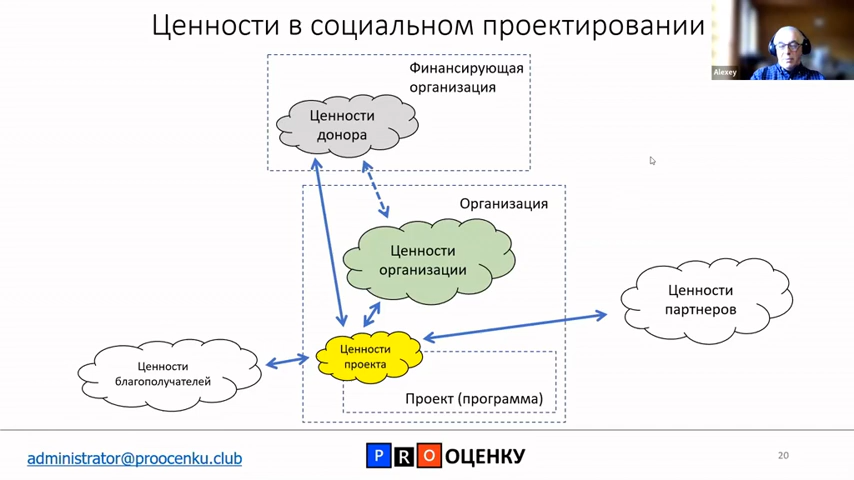 Ценности в социальном проектировании
Alexey
Финансирующая
организация
Ценности
донора
Организация
Ценности
организации
Ценности
партнеров
Ценности
проекта
Ценности
благополучателей
Проект (программа)
administrator@proocenku.club
PRO ОЦЕНКУ
20